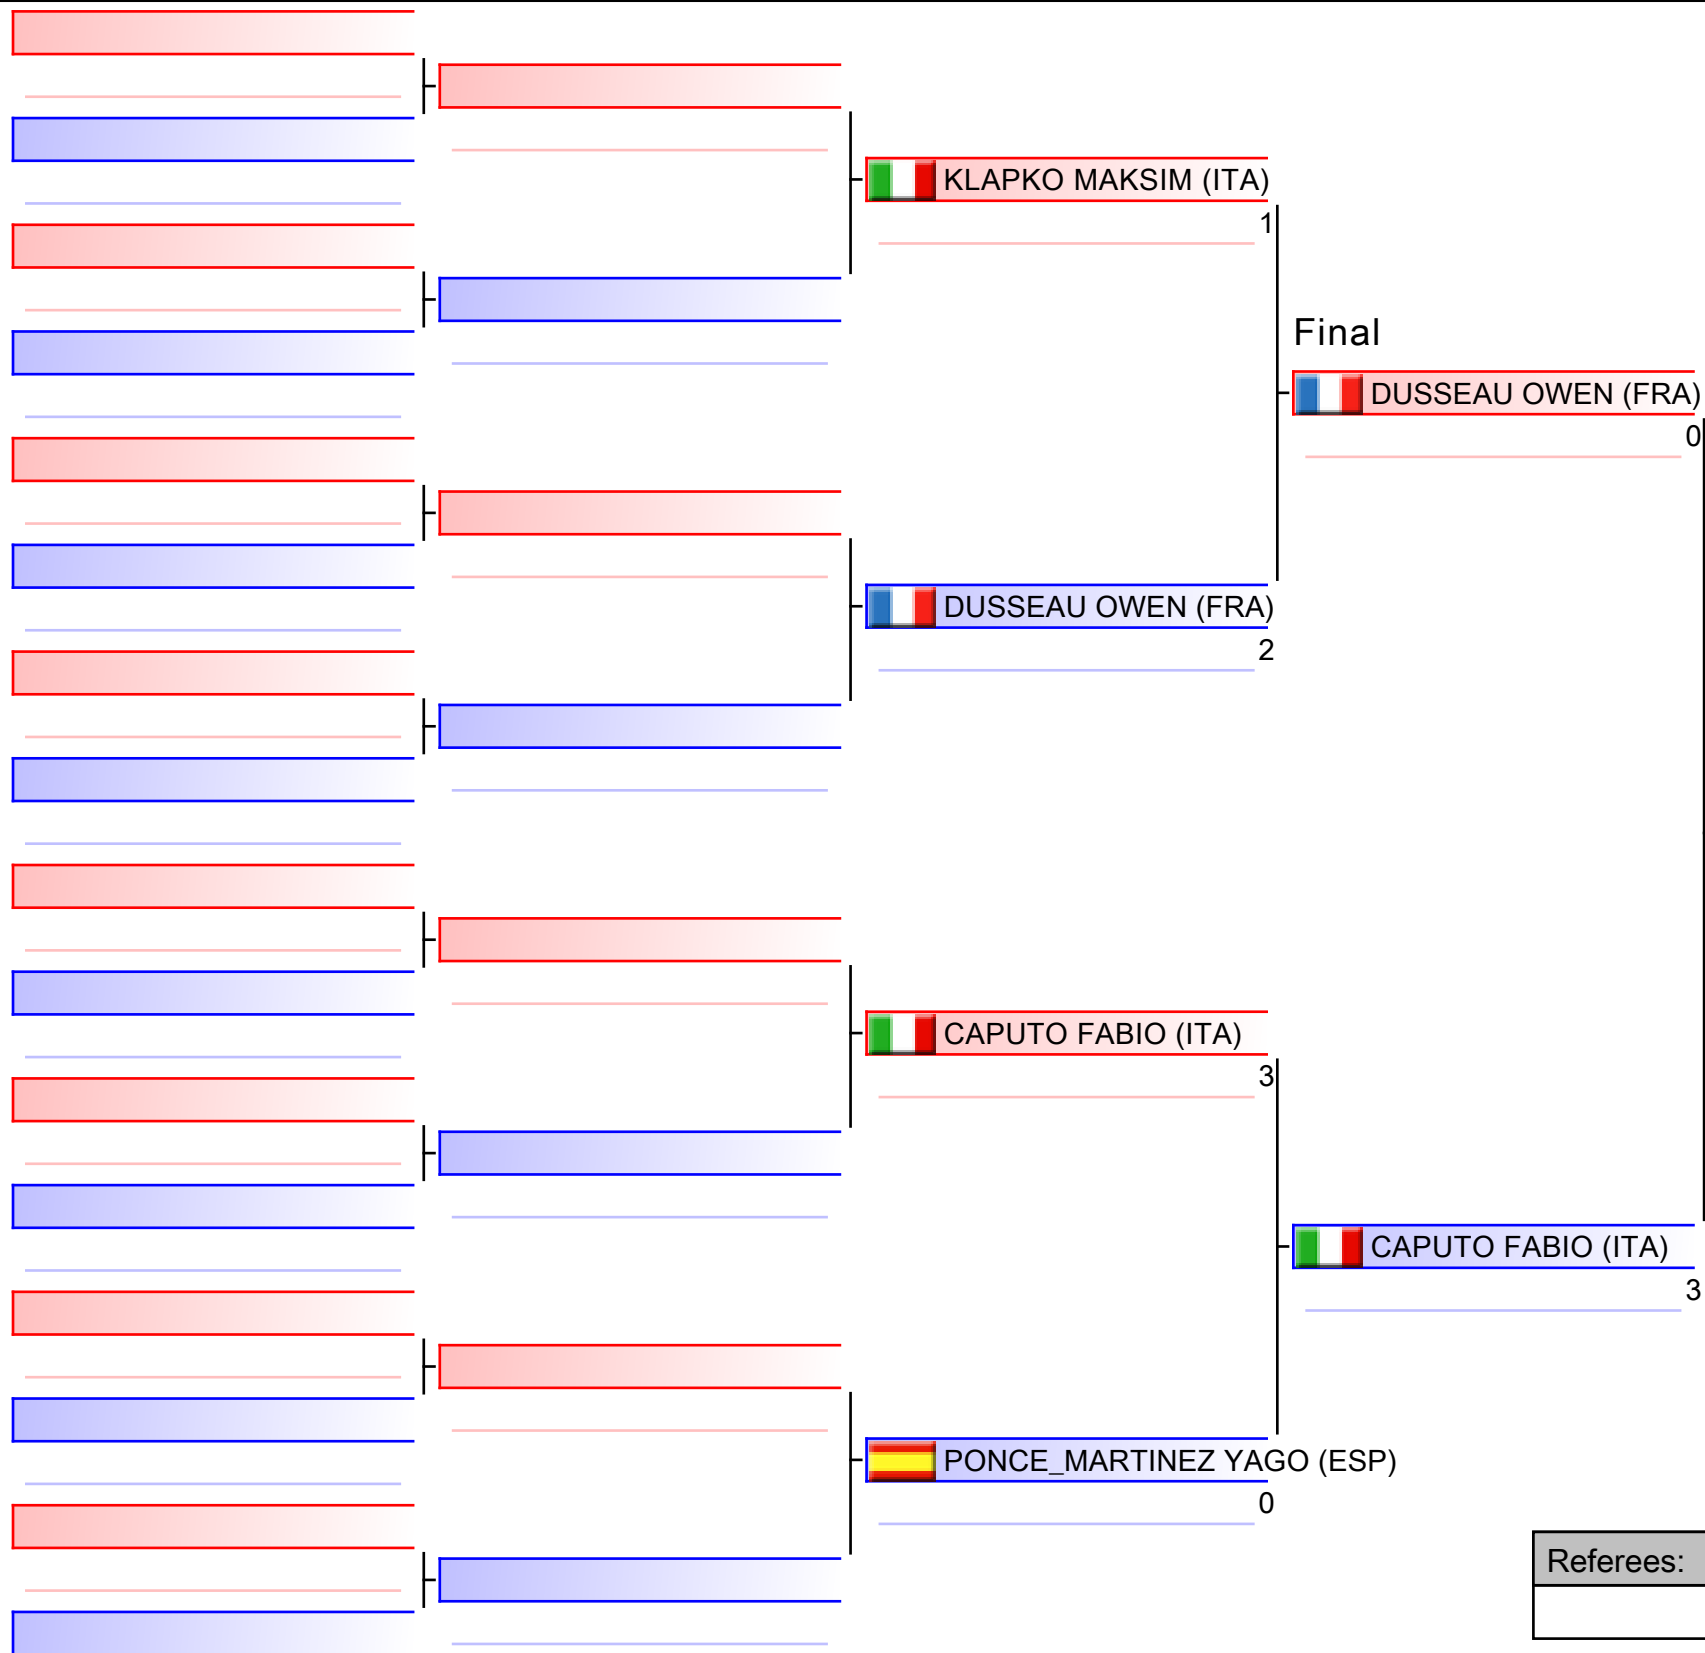 KLAPKO MAKSIM (ITA)
1
Final
DUSSEAU OWEN (FRA)
0
DUSSEAU OWEN (FRA)
2
CAPUTO FABIO (ITA)
3
CAPUTO FABIO (ITA)
3
PONCE_MARTINEZ YAGO (ESP)
0
Referees: